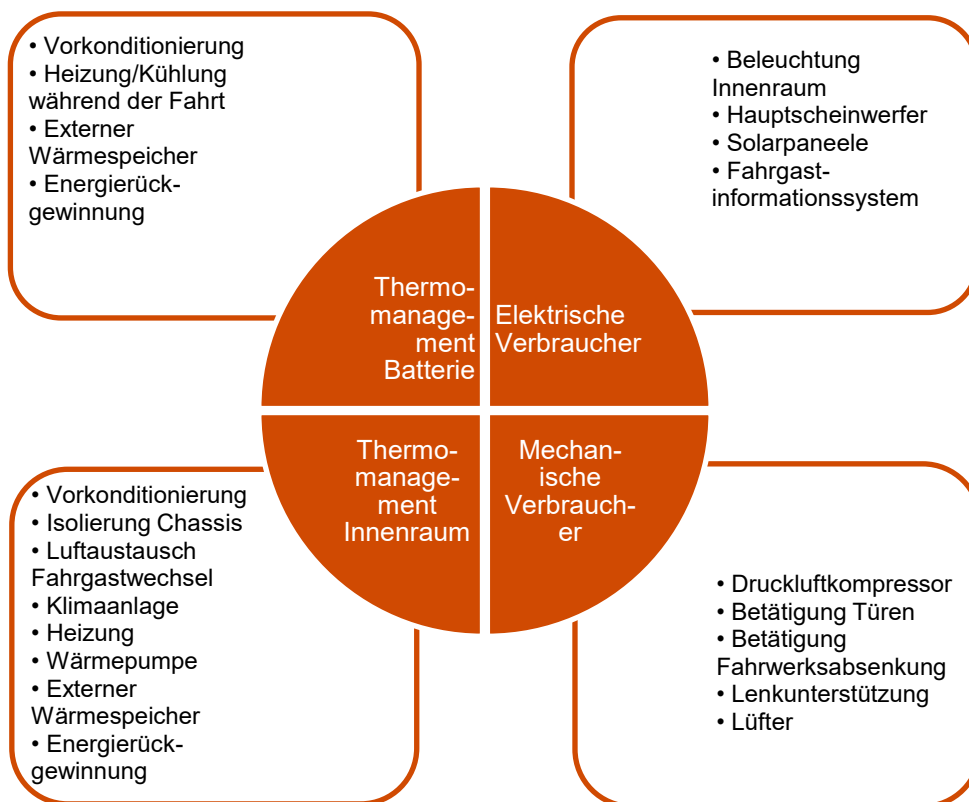 • Vorkonditionierung
• Heizung/Kühlung
während der Fahrt
• Externer
Wärmespeicher
• Energierück-
gewinnung
• Beleuchtung
Innenraum
• Hauptscheinwerfer
• Solarpaneele
• Fahrgast-
informationssystem
Thermo-
manage-
ment
Batterie
Elektrische
Verbraucher
Thermo-
manage-
ment
Innenraum
Mechan-
ische
Verbrauch-
er
• Vorkonditionierung
• Isolierung Chassis
• Luftaustausch
Fahrgastwechsel
• Klimaanlage
• Heizung
• Wärmepumpe
• Externer
Wärmespeicher
• Energierück-
gewinnung
• Druckluftkompressor
• Betätigung Türen
• Betätigung
Fahrwerksabsenkung
• Lenkunterstützung
• Lüfter